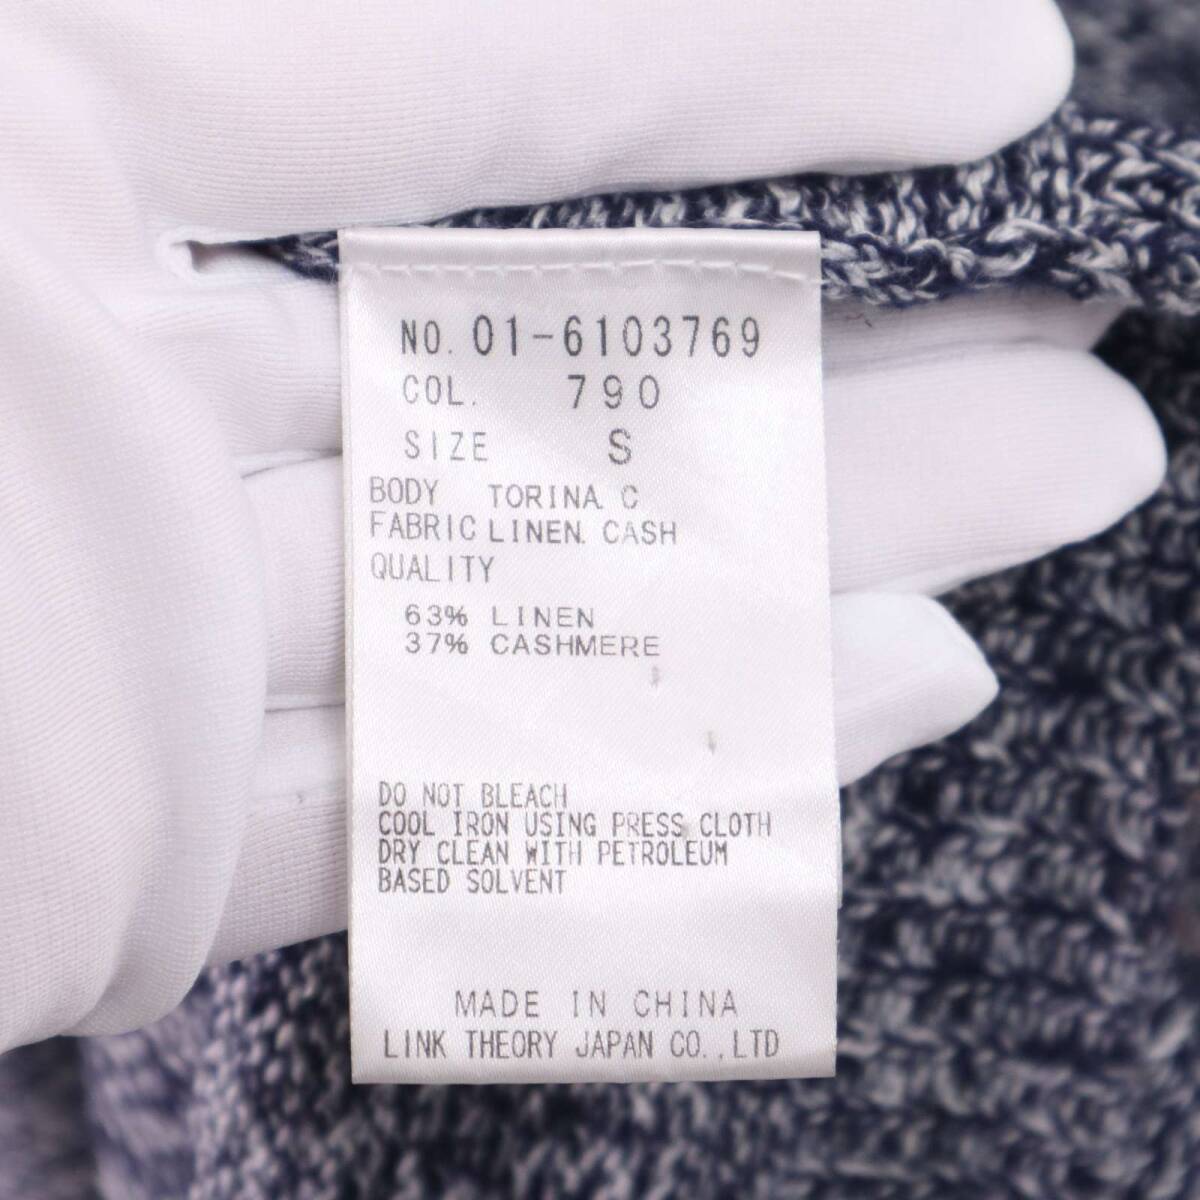 NO. 01-6103769
COL. 790
SIZE S
BODY TORINA. C
FABRIC LINEN. CASH
QUALITY
63% LINEN
37% CASHMERE
DO NOT BLEACH
COOL IRON USING PRESS CLOTH
DRY CLEAN WITH PETROLEUM
BASED SOLVENT
MADE IN CHINA
LINK THEORY JAPAN CO.,LTD